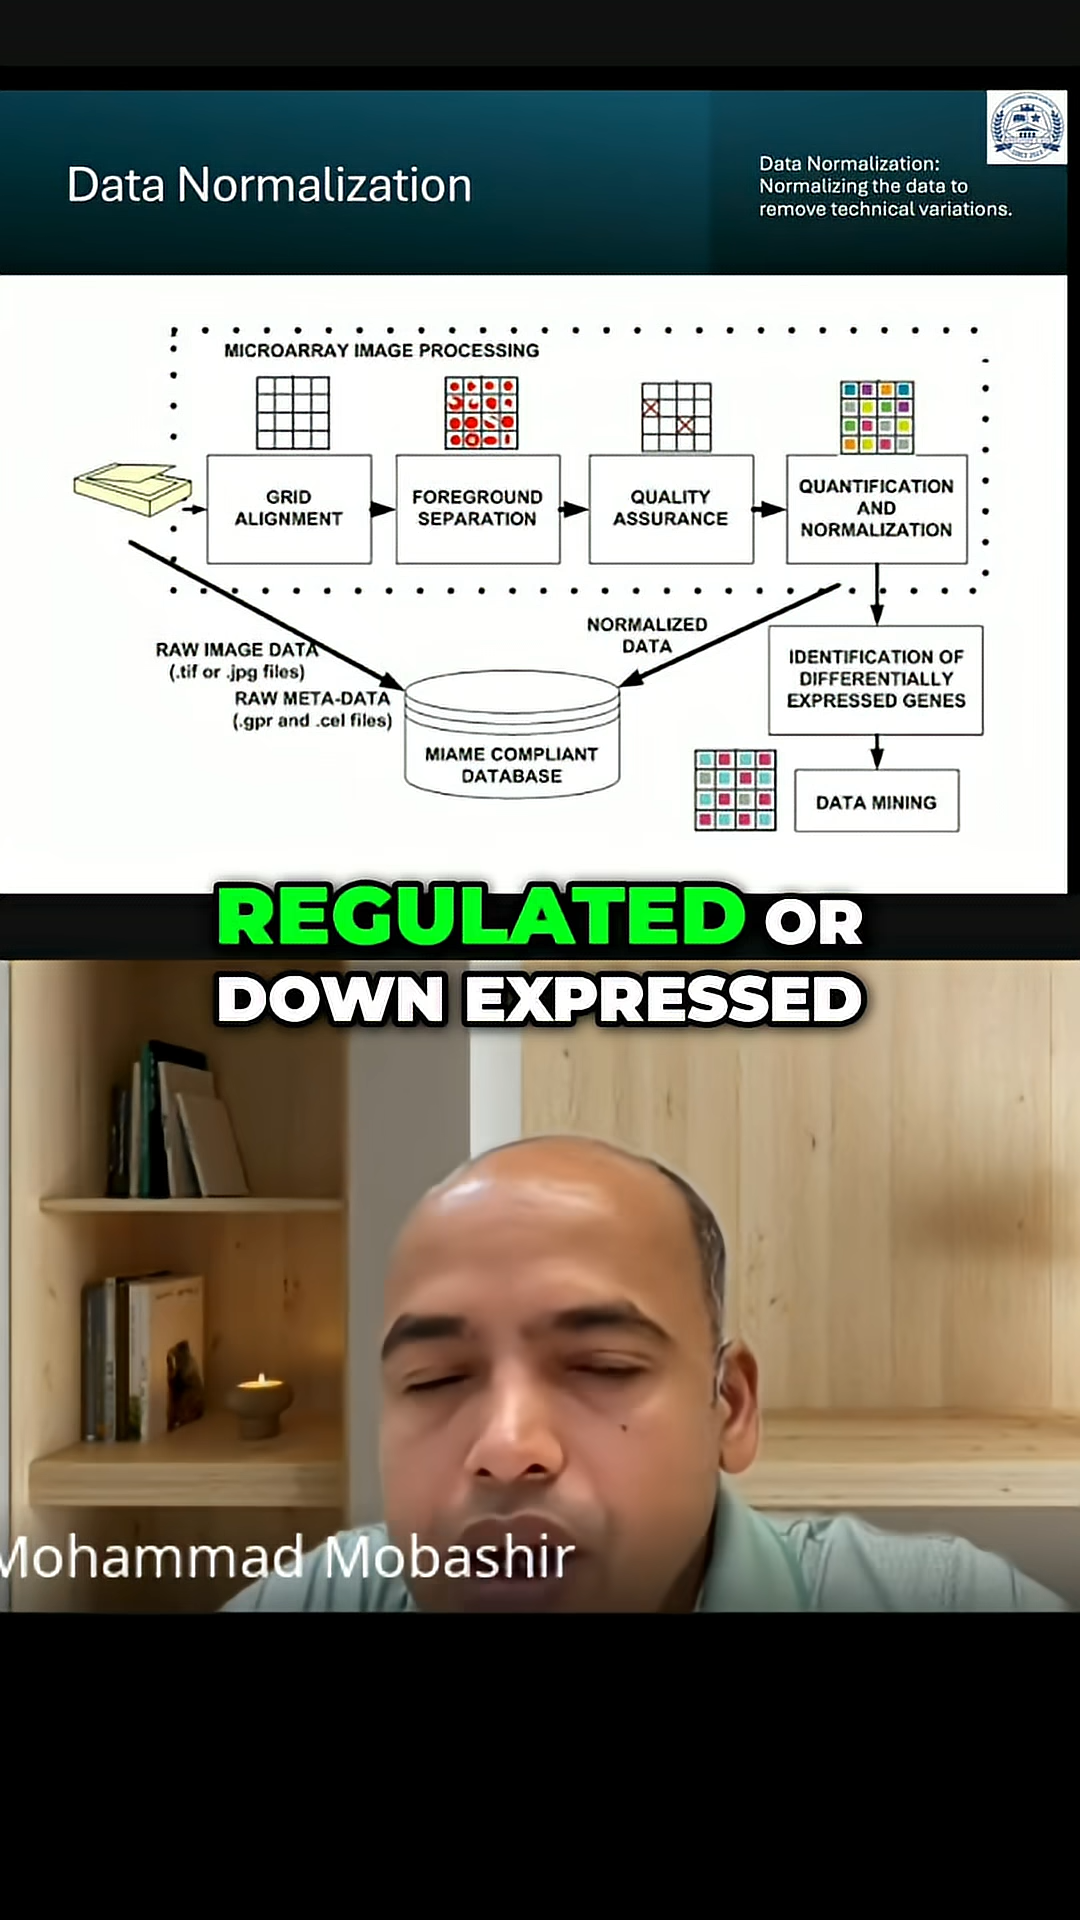 Data Normalization
Data Normalization:
Normalizing the data to
remove technical variations.
MICROARRAY IMAGE PROCESSING
GRID
ALIGNMENT
FOREGROUND
SEPARATION
QUALITY
ASSURANCE
QUANTIFICATION
AND
NORMALIZATION
RAW IMAGE DATA
(.tif or .jpg files)
RAW META-DATA
(.gpr and .cel files)
NORMALIZED
DATA
MIAME COMPLIANT
DATABASE
IDENTIFICATION OF
DIFFERENTIALLY
EXPRESSED GENES
DATA MINING
REGULATED OR
DOWN EXPRESSED
Mohammad Mobashir